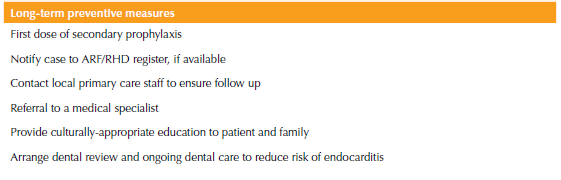 Long-term preventive measures
First dose of secondary prophylaxis
Notify case to ARF/RHD register, if available
Contact local primary care staff to ensure follow up
Referral to a medical specialist
Provide culturally-appropriate education to patient and family
Arrange dental review and ongoing dental care to reduce risk of endocarditis